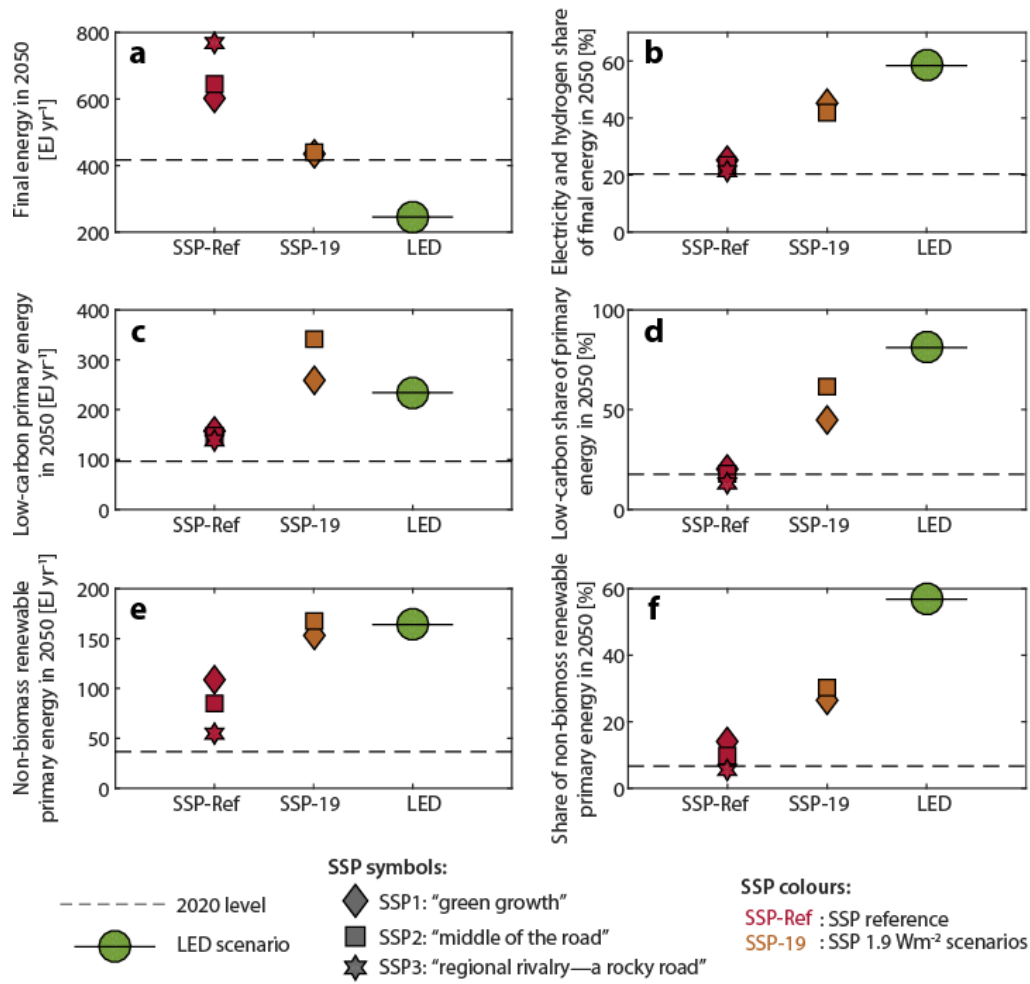 a
Final energy in 2050
[EJ yr⁻¹]
800
600
400
200
SSP-Ref
SSP-19
LED
b
Electricity and hydrogen share
of final energy in 2050 [%]
60
40
20
0
SSP-Ref
SSP-19
LED
c
Low-carbon primary energy
in 2050 [EJ yr⁻¹]
400
300
200
100
0
SSP-Ref
SSP-19
LED
d
Low-carbon share of primary
energy in 2050 [%]
100
50
0
SSP-Ref
SSP-19
LED
e
Non-biomass renewable
primary energy in 2050 [EJ yr⁻¹]
200
150
100
50
0
SSP-Ref
SSP-19
LED
f
Share of non-biomoss renewable
primary energy in 2050 [%]
60
40
20
0
SSP-Ref
SSP-19
LED
2020 level
LED scenario
SSP symbols:
SSP1: “green growth”
SSP2: “middle of the road”
SSP3: “regional rivalry—a rocky road”
SSP colours:
SSP-Ref : SSP reference
SSP-19 : SSP 1.9 Wm⁻² scenarios